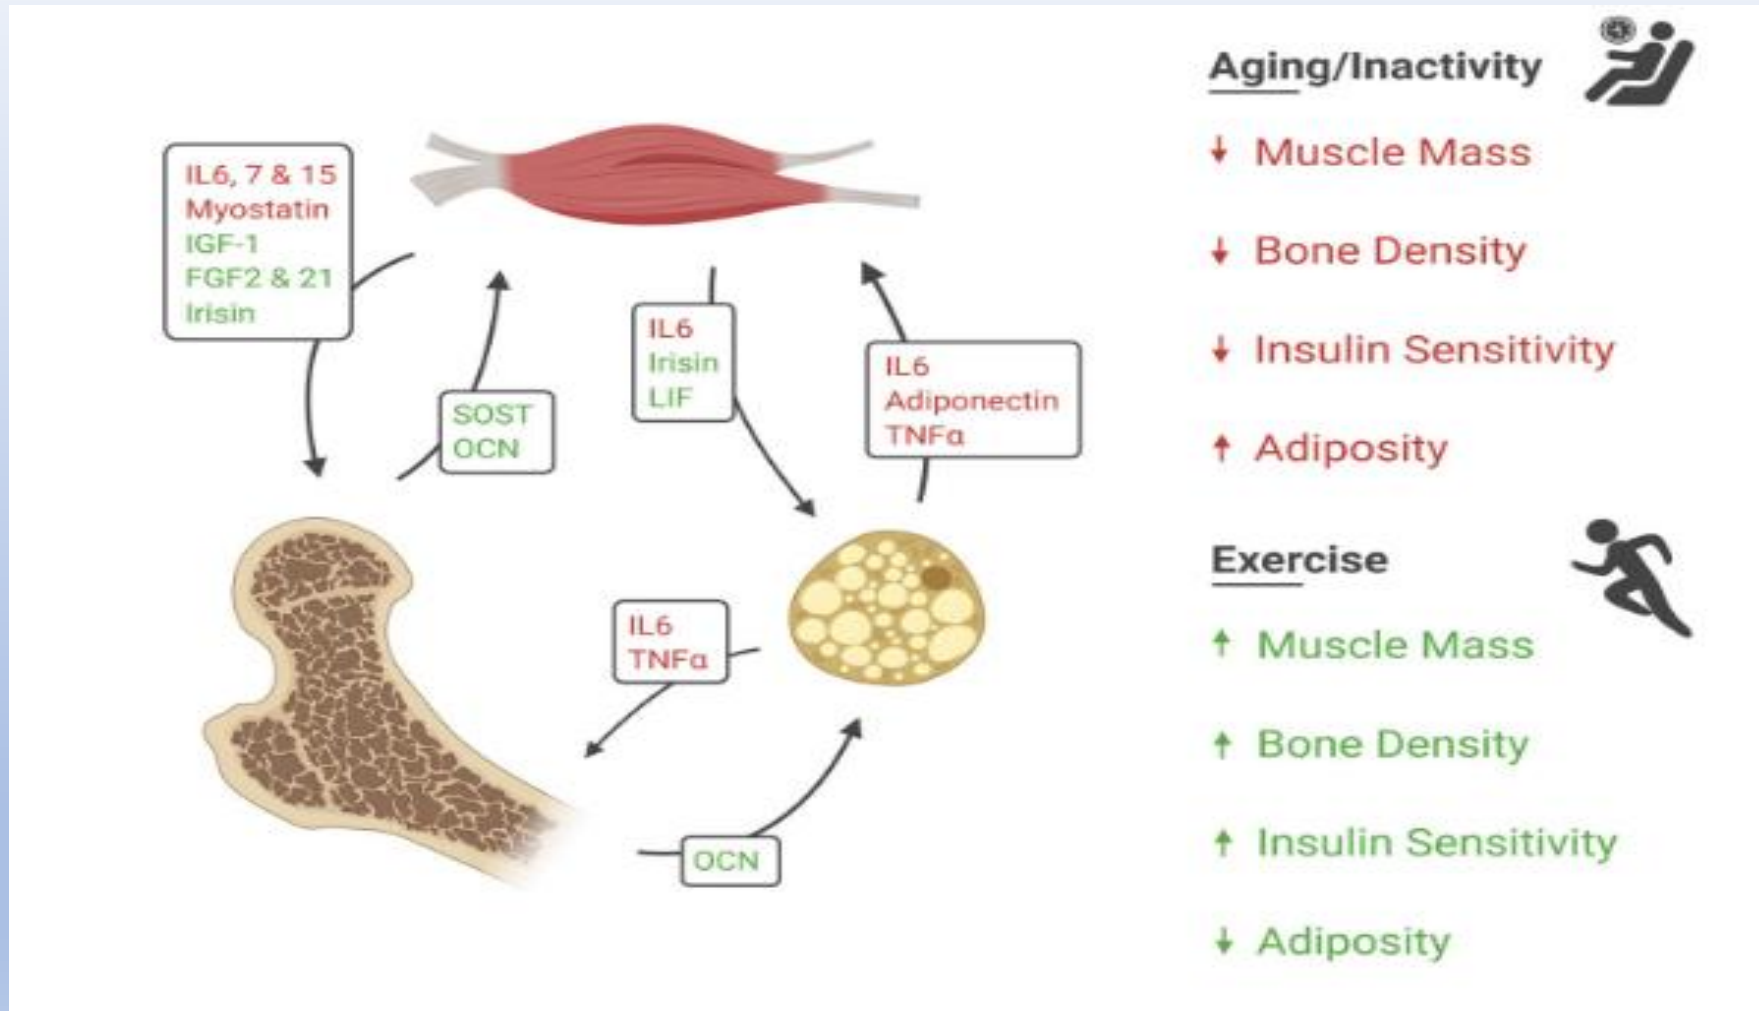 IL6, 7 & 15
Myostatin
IGF-1
FGF2 & 21
Irisin
SOST
OCN
IL6
Irisin
LIF
IL6
Adiponectin
TNFα
IL6
TNFα
OCN
Aging/Inactivity
↓ Muscle Mass
↓ Bone Density
↓ Insulin Sensitivity
↑ Adiposity
Exercise
↑ Muscle Mass
↑ Bone Density
↑ Insulin Sensitivity
↓ Adiposity